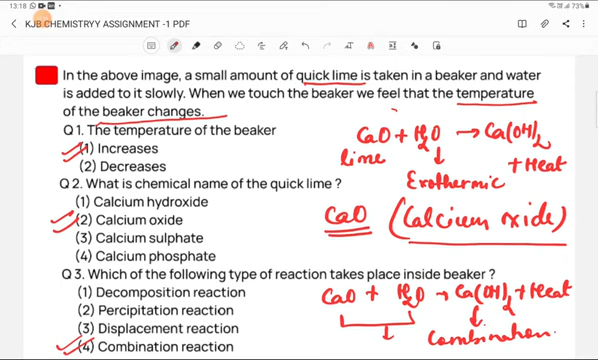 13:18
73%
KJB CHEMISTRYY ASSIGNMENT -1 PDF
In the above image, a small amount of quick lime is taken in a beaker and water
is added to it slowly. When we touch the beaker we feel that the temperature
of the beaker changes.
Q 1. The temperature of the beaker
(1) Increases
(2) Decreases
CaO + H2O → Ca(OH)2
lime
+ Heat
Exothermic
Q 2. What is chemical name of the quick lime ?
(1) Calcium hydroxide
(2) Calcium oxide
(3) Calcium sulphate
(4) Calcium phosphate
CaO (Calcium oxide)
Q 3. Which of the following type of reaction takes place inside beaker ?
(1) Decomposition reaction
(2) Percipitation reaction
(3) Displacement reaction
(4) Combination reaction
CaO + H2O → Ca(OH)2 + Heat
Combination.